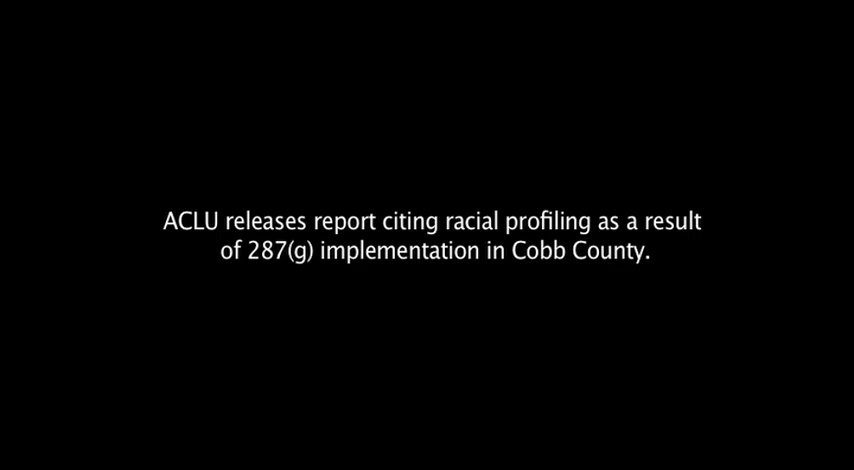 ACLU releases report citing racial profiling as a result
of 287(g) implementation in Cobb County.